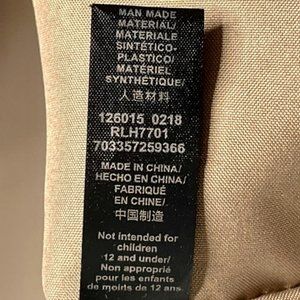 MAN MADE
MATERIAL/
MATERIALE
SINTÉTICO-
PLASTICO/
MATÉRIEL
SYNTHÉTIQUE/
人造材料
126015 0218
RLH7701
703357259366
MADE IN CHINA/
HECHO EN CHINA/
FABRIQUÉ
EN CHINE/
中国制造
Not intended for
children
12 and under/
Non approprié
pour les enfants
de moints de 12 ans.